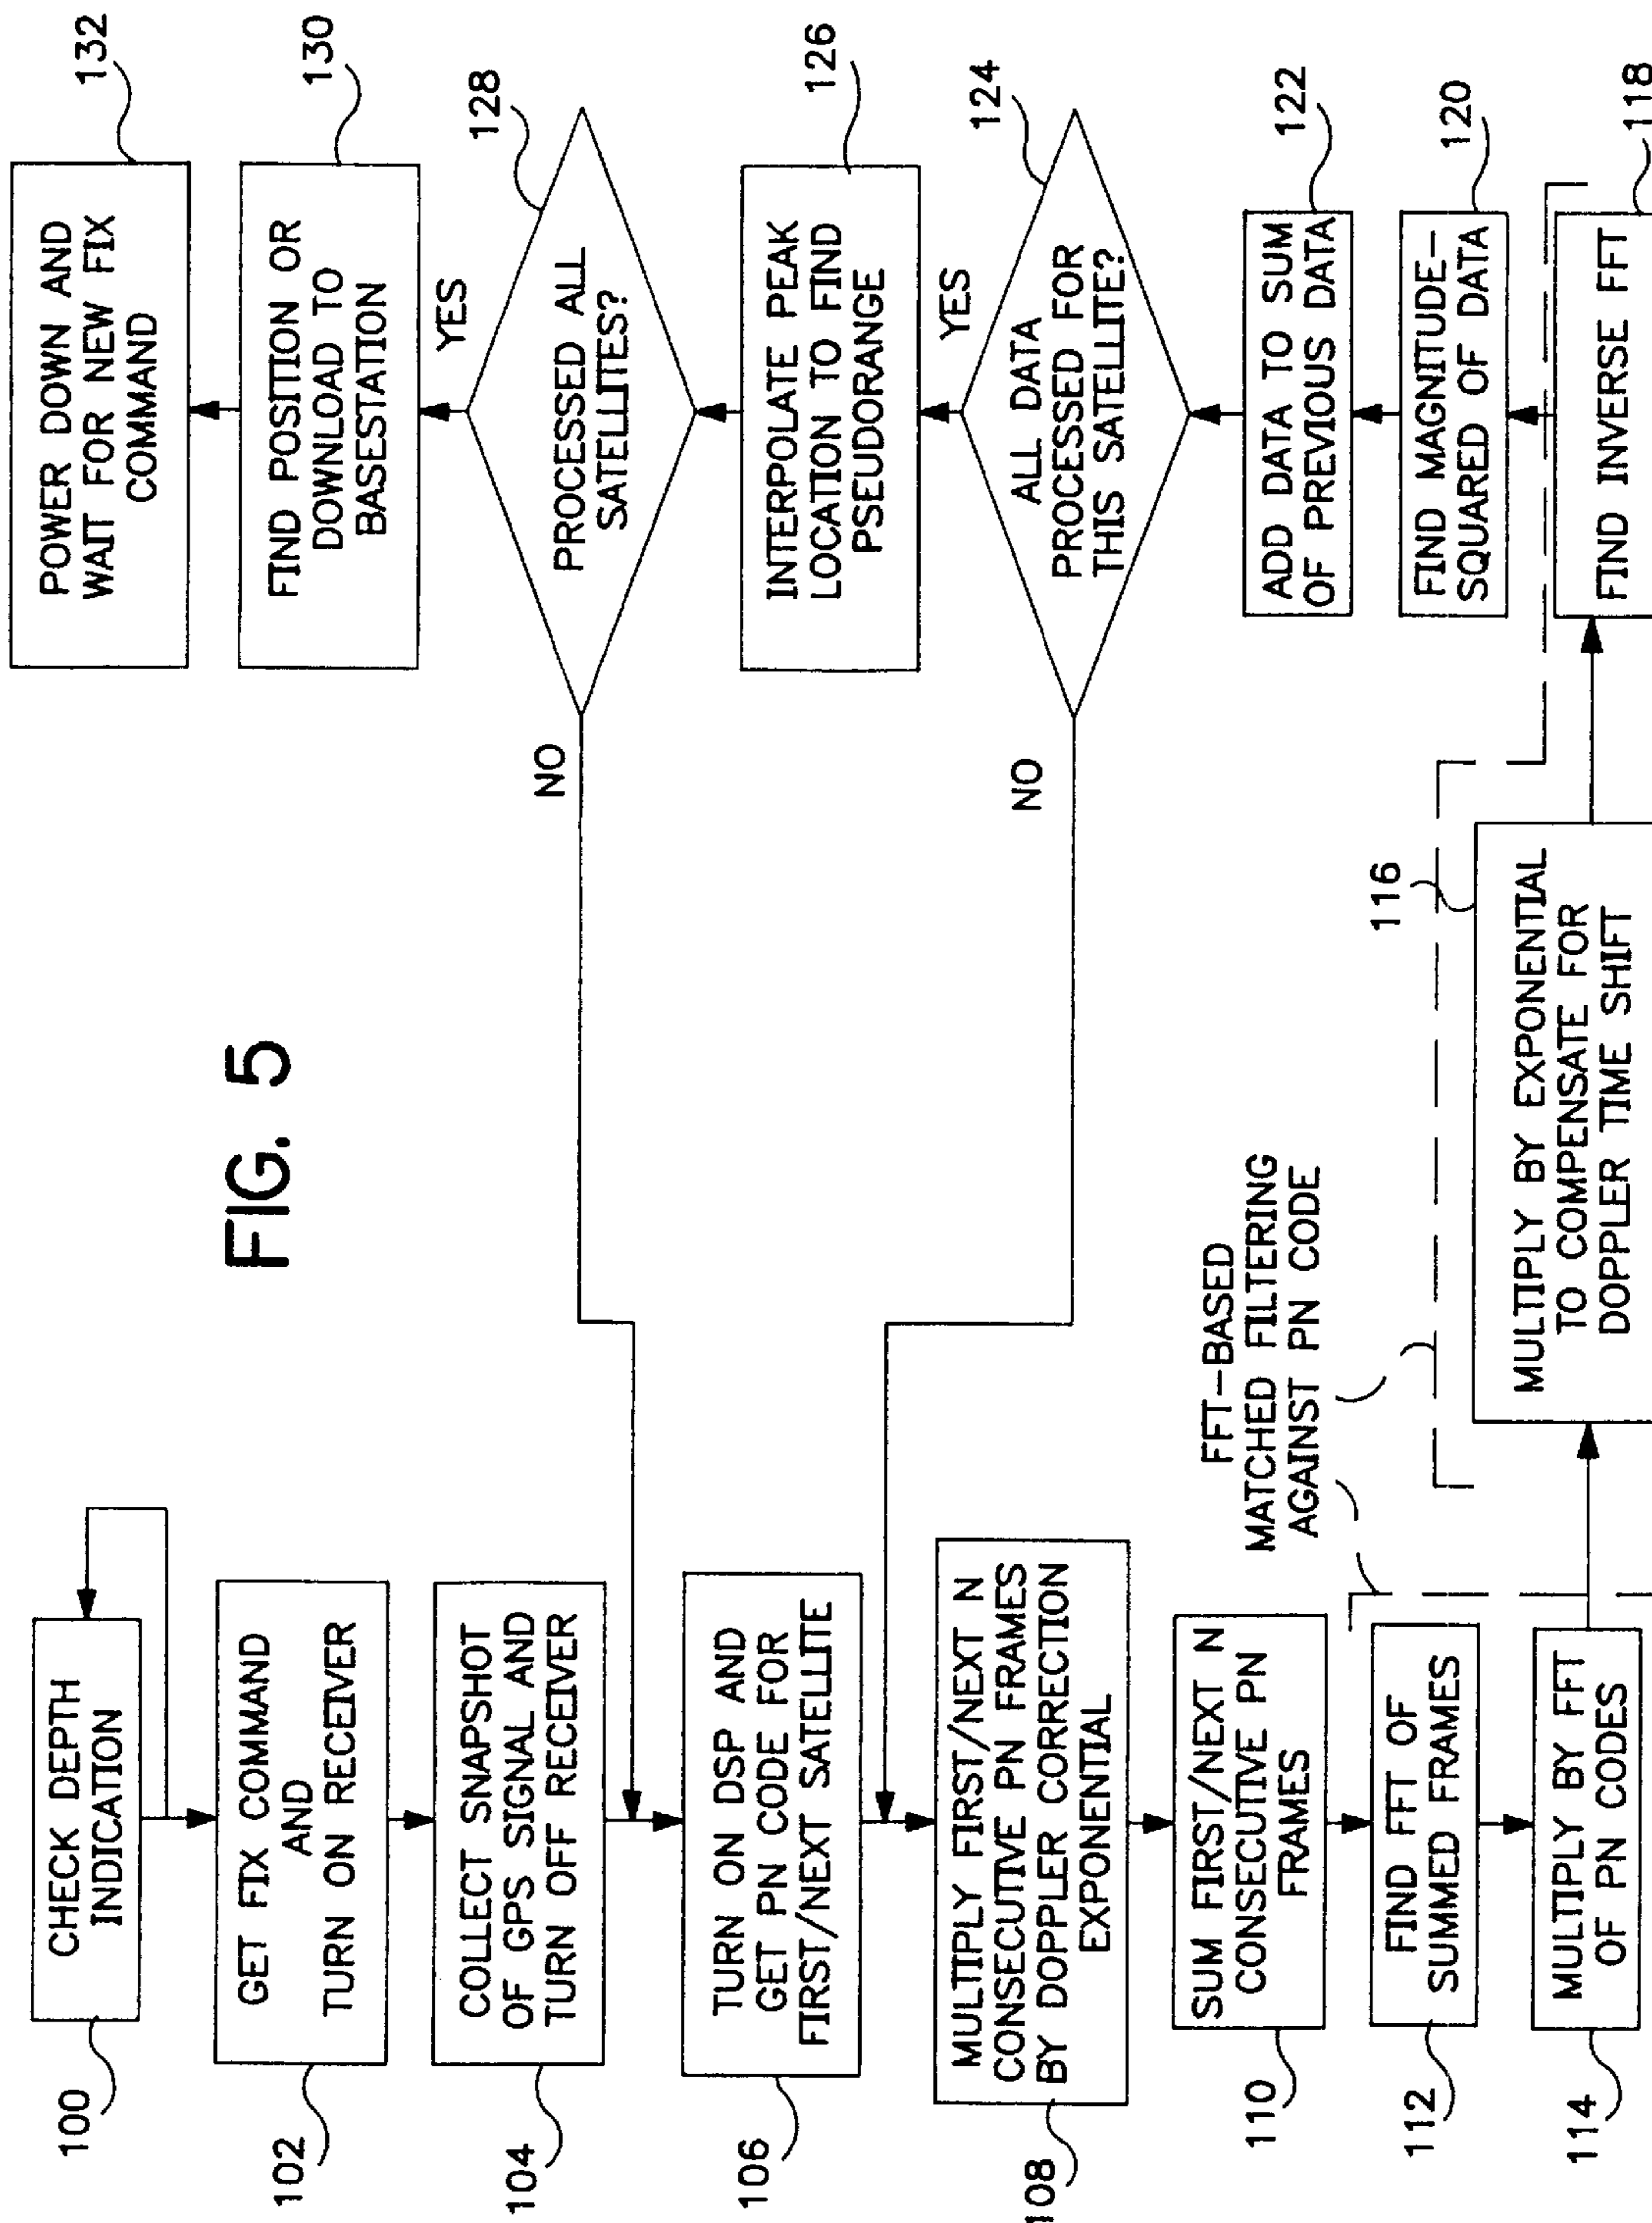 FIG. 5
100
CHECK DEPTH
INDICATION
102
GET FIX COMMAND
AND
TURN ON RECEIVER
104
COLLECT SNAPSHOT
OF GPS SIGNAL AND
TURN OFF RECEIVER
106
TURN ON DSP AND
GET PN CODE FOR
FIRST/NEXT SATELLITE
108
MULTIPLY FIRST/NEXT N
CONSECUTIVE PN FRAMES
BY DOPPLER CORRECTION
EXPONENTIAL
110
SUM FIRST/NEXT N
CONSECUTIVE PN
FRAMES
112
FIND FFT OF
SUMMED FRAMES
114
MULTIPLY BY FFT
OF PN CODES
FFT-BASED
MATCHED FILTERING
AGAINST PN CODE
116
MULTIPLY BY EXPONENTIAL
TO COMPENSATE FOR
DOPPLER TIME SHIFT
118
FIND INVERSE FFT
120
FIND MAGNITUDE-
SQUARED OF DATA
122
ADD DATA TO SUM
OF PREVIOUS DATA
124
ALL DATA
PROCESSED FOR
THIS SATELLITE?
NO
YES
126
INTERPOLATE PEAK
LOCATION TO FIND
PSEUDORANGE
128
PROCESSED ALL
SATELLITES?
NO
YES
130
FIND POSITION OR
DOWNLOAD TO
BASESTATION
132
POWER DOWN AND
WAIT FOR NEW FIX
COMMAND